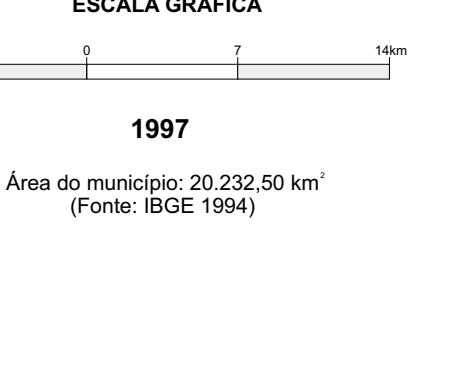 ESCALA GRÁFICA
0 7 14km
1997
Área do município: 20.232,50 km²
(Fonte: IBGE 1994)